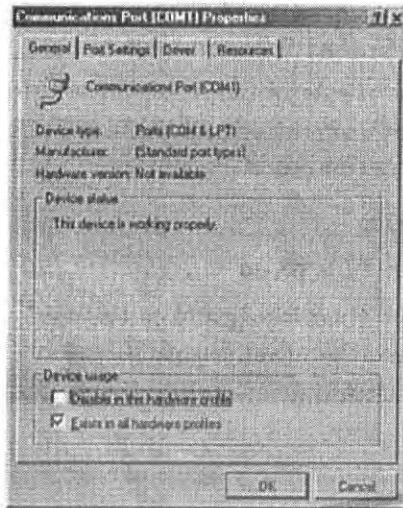 Communications Port (COM1) Properties
General
Port Settings
Driver
Resources
Communications Port (COM1)
Device type: Ports (COM & LPT)
Manufacturer: (Standard port types)
Hardware version: Not available
Device status
This device is working properly.
Device usage
Disable in this hardware profile
Exists in all hardware profiles
OK
Cancel